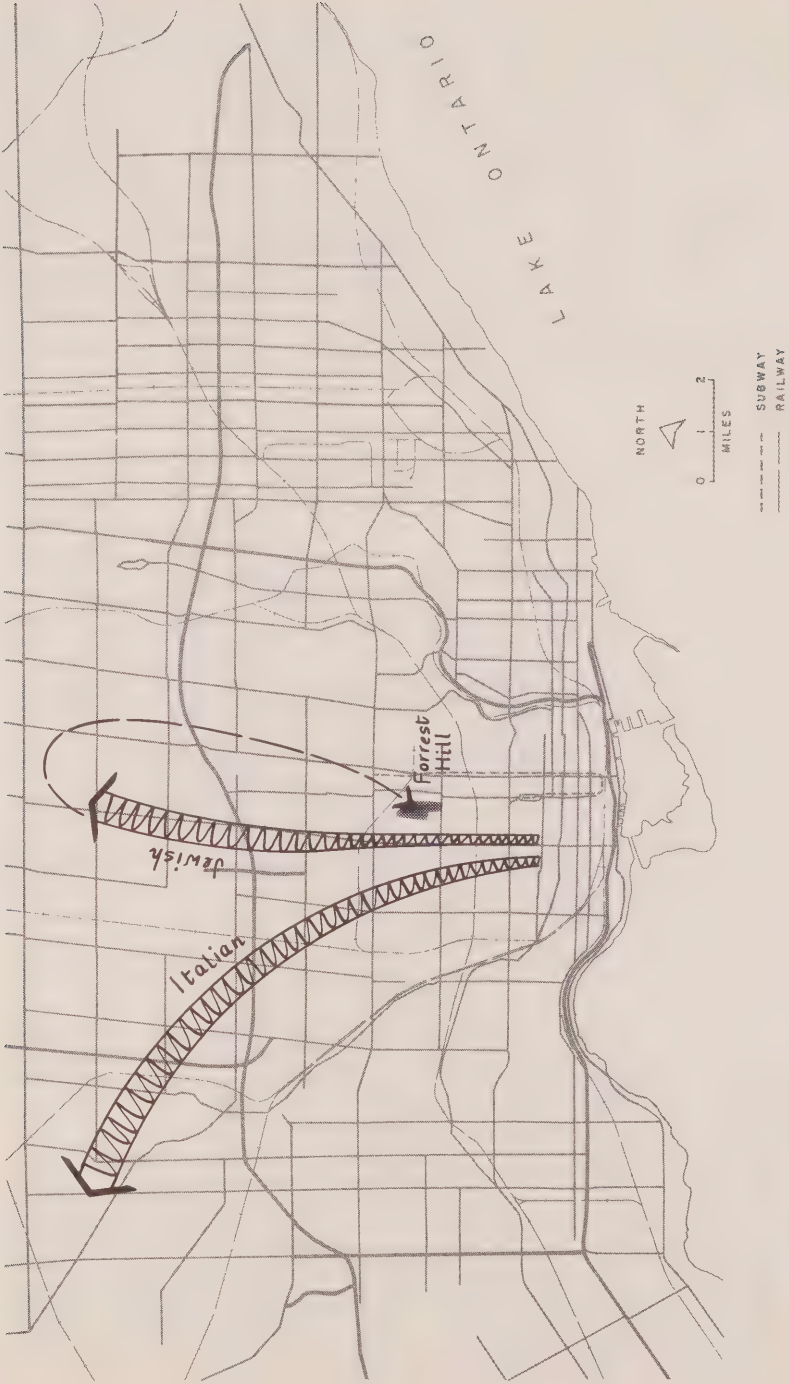 LAKE ONTARIO
Forrest
Hill
Jewish
Italian
NORTH
0 1 2
MILES
SUBWAY
RAILWAY